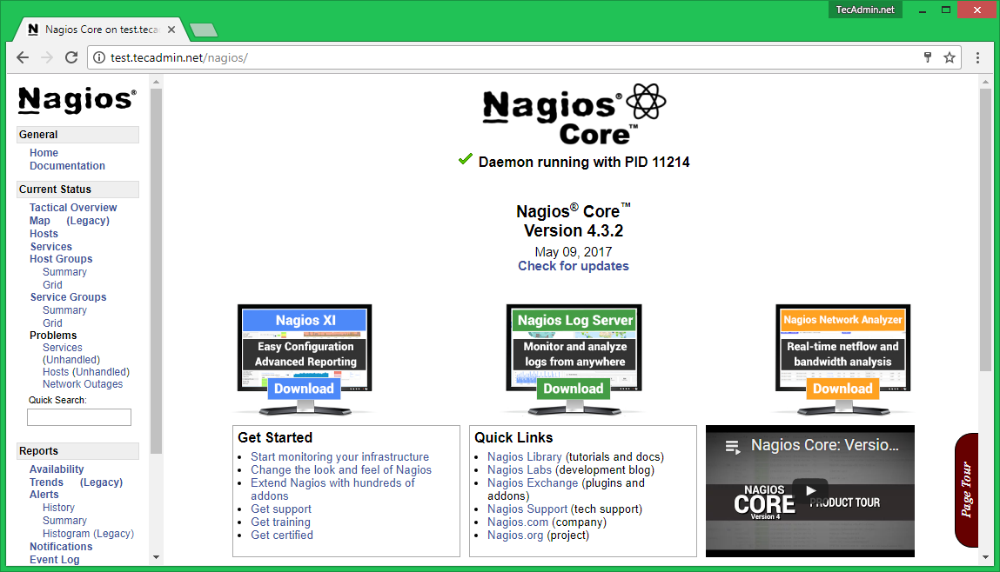 TecAdmin.net
Nagios Core on test.teca
test.tecadmin.net/nagios/
Nagios®
General
Home
Documentation
Current Status
Tactical Overview
Map (Legacy)
Hosts
Services
Host Groups
Summary
Grid
Service Groups
Summary
Grid
Problems
Services
(Unhandled)
Hosts (Unhandled)
Network Outages
Quick Search:
Reports
Availability
Trends (Legacy)
Alerts
History
Summary
Histogram (Legacy)
Notifications
Event Log
Nagios®
Core™
Daemon running with PID 11214
Nagios® Core™
Version 4.3.2
May 09, 2017
Check for updates
Nagios XI
Easy Configuration
Advanced Reporting
Download
Nagios Log Server
Monitor and analyze
logs from anywhere
Download
Nagios Network Analyzer
Real-time netflow and
bandwidth analysis
Download
Get Started
Start monitoring your infrastructure
Change the look and feel of Nagios
Extend Nagios with hundreds of
addons
Get support
Get training
Get certified
Quick Links
Nagios Library (tutorials and docs)
Nagios Labs (development blog)
Nagios Exchange (plugins and
addons)
Nagios Support (tech support)
Nagios.com (company)
Nagios.org (project)
Nagios Core: Versio...
NAGIOS
CORE
Version 4
PRODUCT TOUR
Page Tour